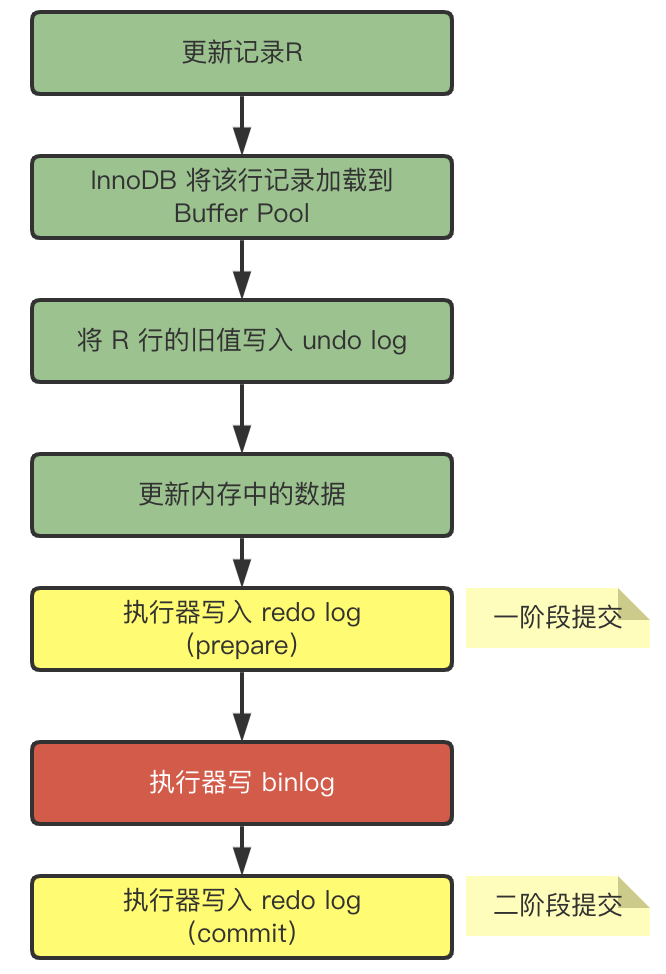 更新记录R
InnoDB 将该行记录加载到
Buffer Pool
将 R 行的旧值写入 undo log
更新内存中的数据
执行器写入 redo log
（prepare）
一阶段提交
执行器写 binlog
执行器写入 redo log
（commit）
二阶段提交